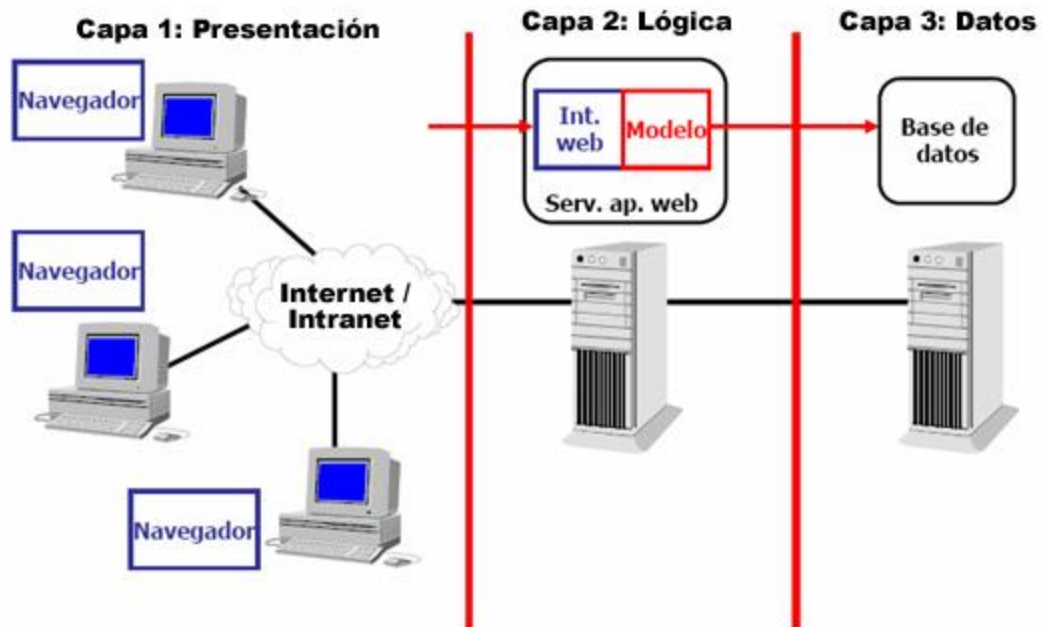 Capa 1: Presentación
Capa 2: Lógica
Capa 3: Datos
Navegador
Navegador
Navegador
Internet /
Intranet
Int.
web
Modelo
Serv. ap. web
Base de
datos